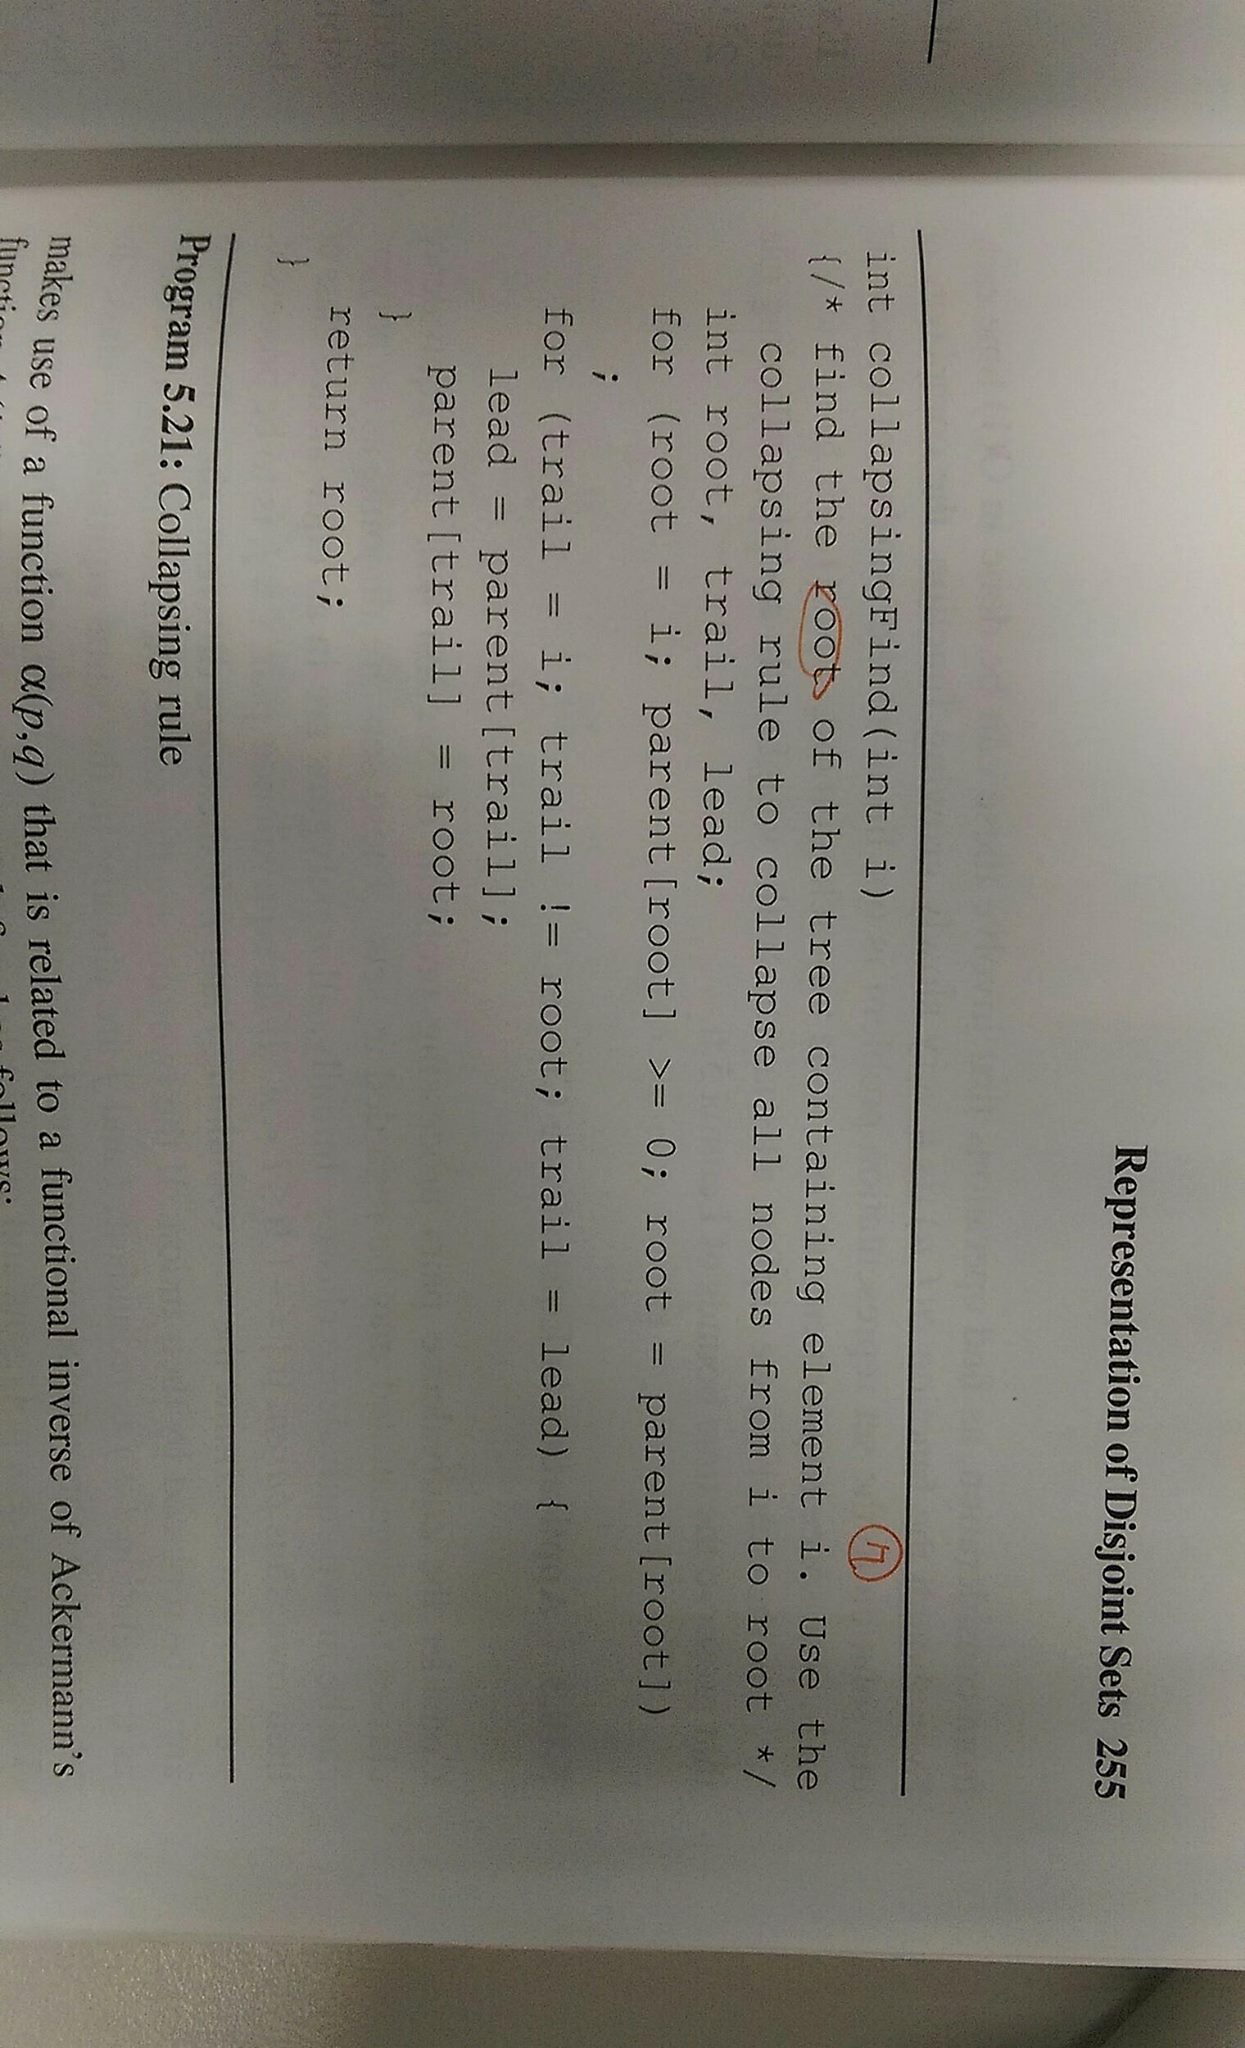 Representation of Disjoint Sets 255
int collapsingFind(int i)
{/* find the root of the tree containing element i. Use the
collapsing rule to collapse all nodes from i to root */
int root, trail, lead;
for (root = i; parent[root] >= 0; root = parent[root])
;
for (trail = i; trail != root; trail = lead) {
lead = parent[trail];
parent[trail] = root;
}
return root;
}
Program 5.21: Collapsing rule
makes use of a function α(p,q) that is related to a functional inverse of Ackermann's
follows: